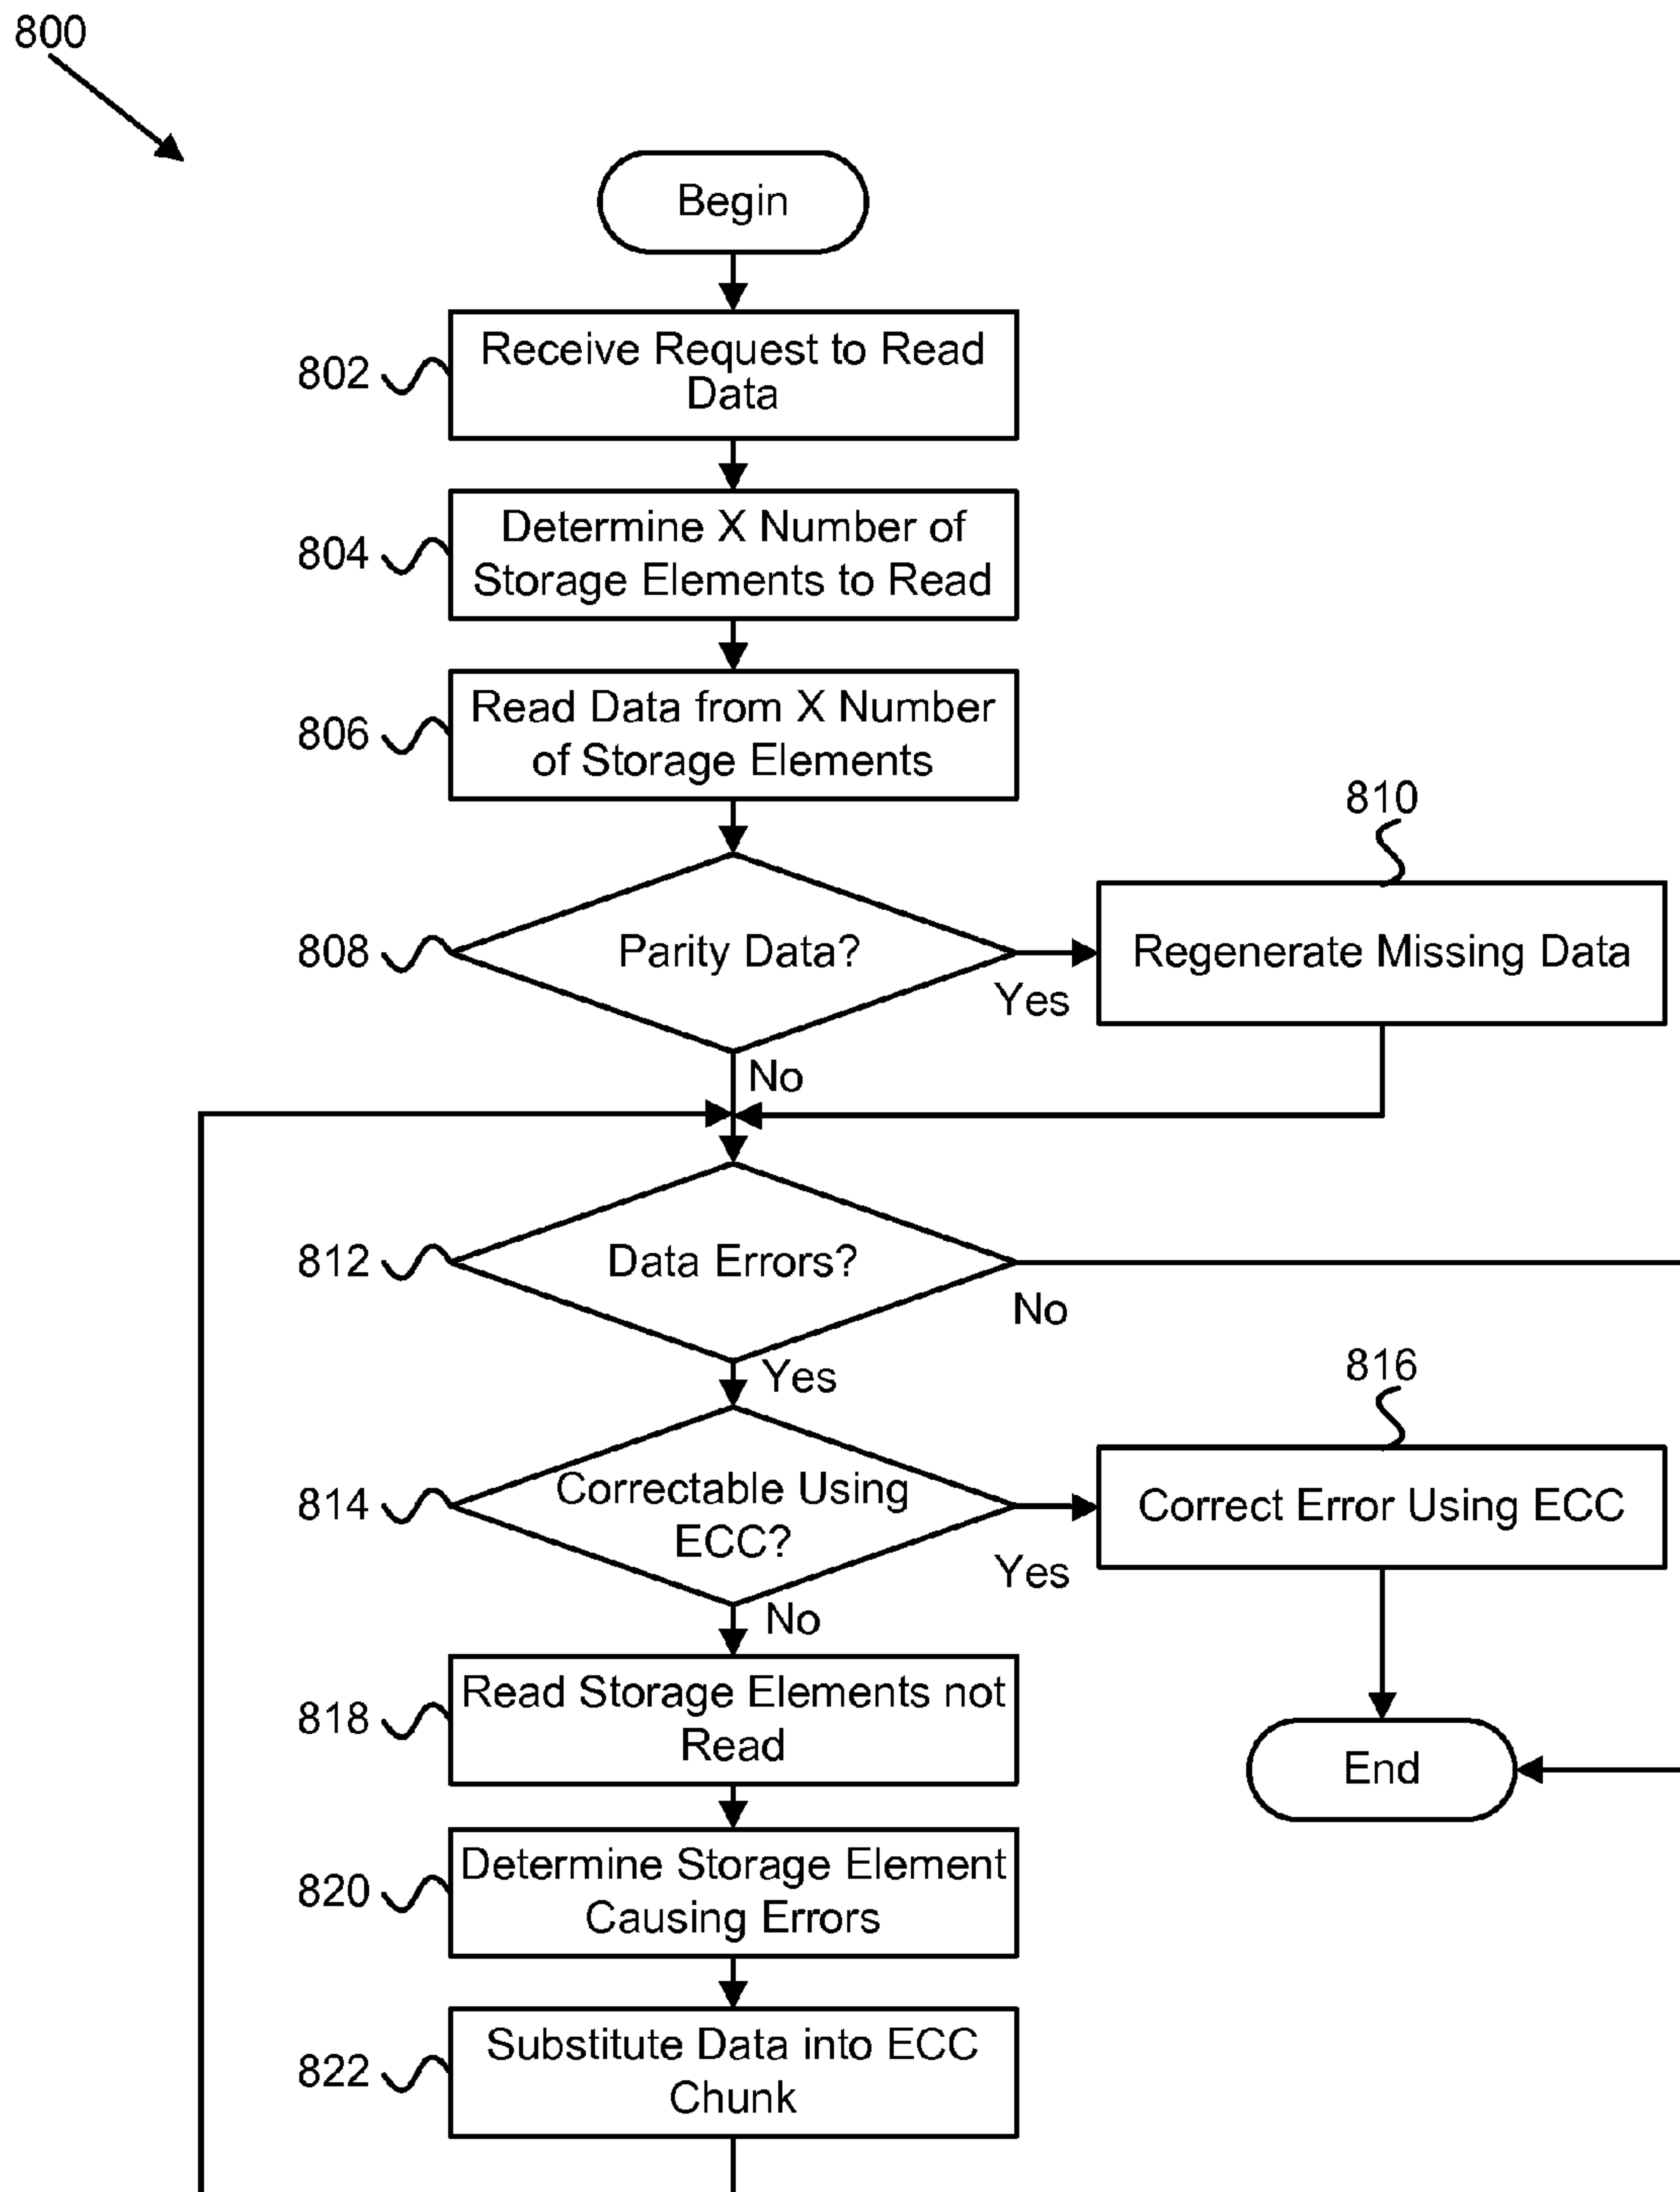 800
Begin
802
Receive Request to Read
Data
804
Determine X Number of
Storage Elements to Read
806
Read Data from X Number
of Storage Elements
810
808
Parity Data?
Yes
Regenerate Missing Data
No
812
Data Errors?
No
Yes
816
814
Correctable Using
ECC?
Yes
Correct Error Using ECC
No
818
Read Storage Elements not
Read
End
820
Determine Storage Element
Causing Errors
822
Substitute Data into ECC
Chunk